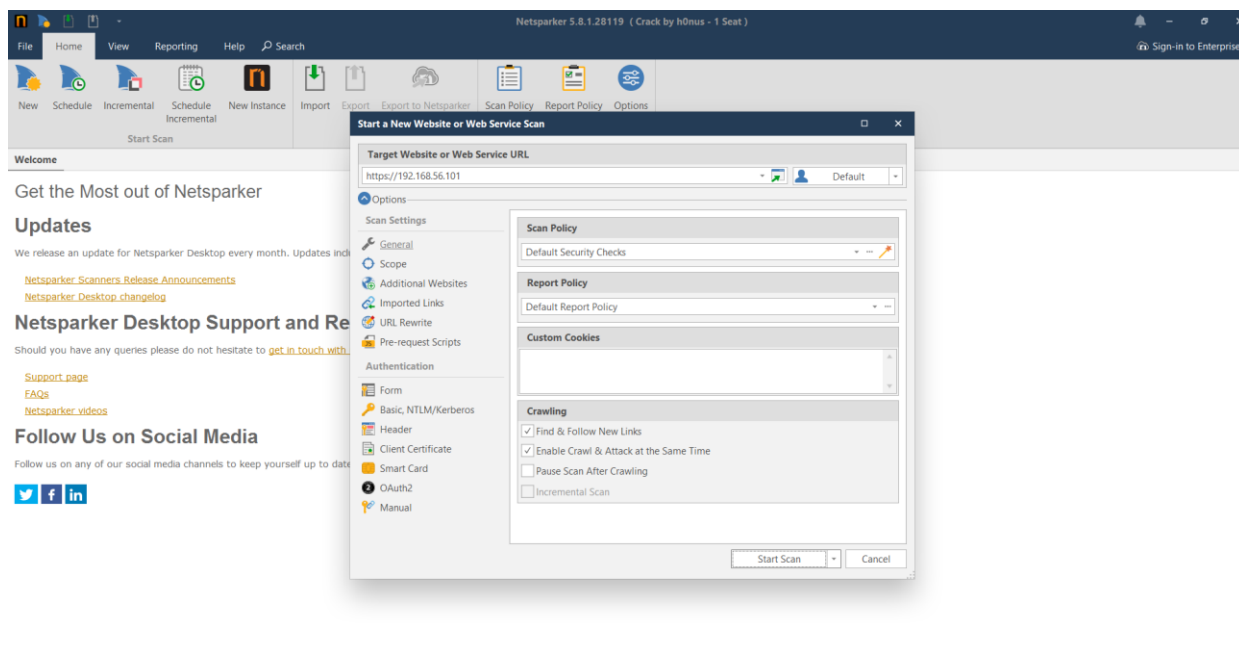 Netsparker 5.8.1.28119 ( Crack by h0nus - 1 Seat )
File Home View Reporting Help Search
Sign-in to Enterprise
New Schedule Incremental Schedule Incremental New Instance Import Export Export to Netsparker Scan Policy Report Policy Options
Start Scan
Welcome
Get the Most out of Netsparker
Updates
We release an update for Netsparker Desktop every month. Updates incl
Netsparker Scanners Release Announcements
Netsparker Desktop changelog
Netsparker Desktop Support and Re
Should you have any queries please do not hesitate to get in touch with
Support page
FAQs
Netsparker videos
Follow Us on Social Media
Follow us on any of our social media channels to keep yourself up to date
Start a New Website or Web Service Scan
Target Website or Web Service URL
https://192.168.56.101
Default
Options
Scan Settings
General
Scope
Additional Websites
Imported Links
URL Rewrite
Pre-request Scripts
Authentication
Form
Basic, NTLM/Kerberos
Header
Client Certificate
Smart Card
OAuth2
Manual
Scan Policy
Default Security Checks
Report Policy
Default Report Policy
Custom Cookies
Crawling
Find & Follow New Links
Enable Crawl & Attack at the Same Time
Pause Scan After Crawling
Incremental Scan
Start Scan
Cancel